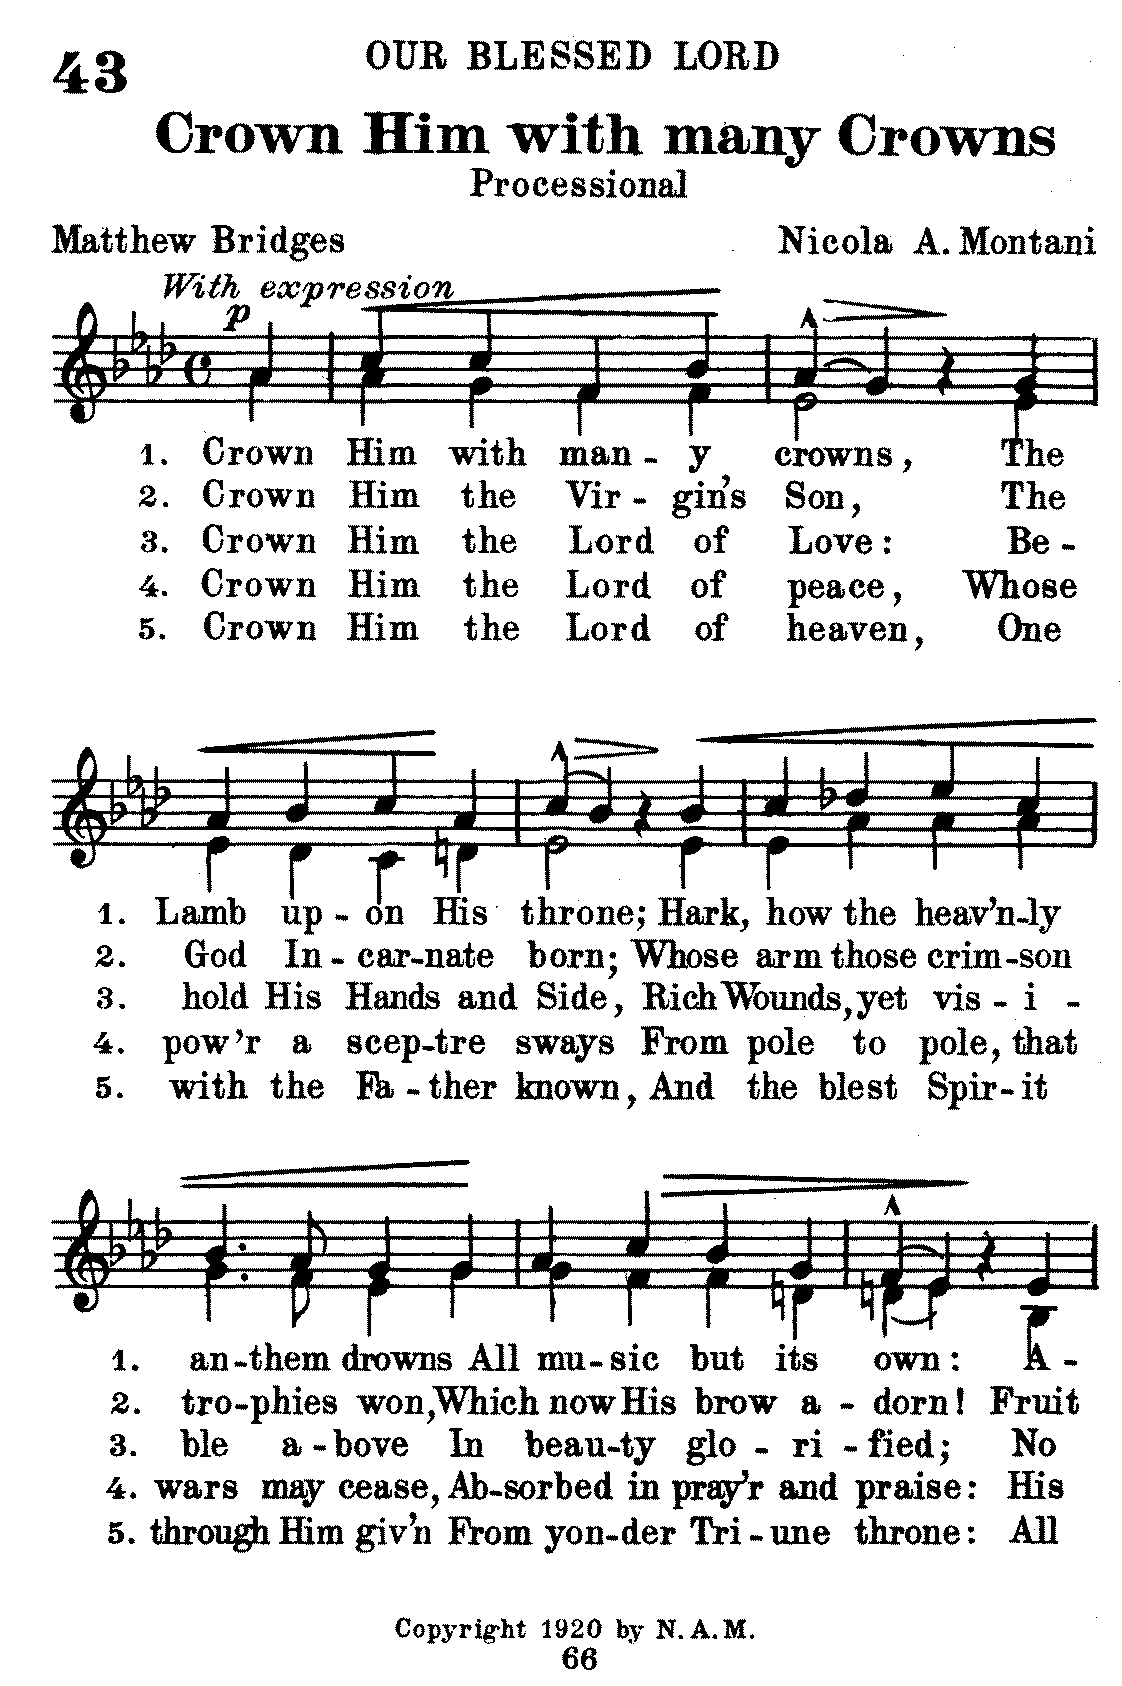 43
OUR BLESSED LORD
Crown Him with many Crowns
Processional
Matthew Bridges
Nicola A. Montani
With expression
p
1. Crown Him with man - y crowns, The
2. Crown Him the Vir - gin's Son, The
3. Crown Him the Lord of Love: Be -
4. Crown Him the Lord of peace, Whose
5. Crown Him the Lord of heaven, One
1. Lamb up - on His throne; Hark, how the heav'n-ly
2. God In - car-nate born; Whose arm those crim-son
3. hold His Hands and Side, Rich Wounds, yet vis - i -
4. pow'r a scep-tre sways From pole to pole, that
5. with the Fa - ther known, And the blest Spir-it
1. an-them drowns All mu-sic but its own: A -
2. tro-phies won, Which now His brow a - dorn! Fruit
3. ble a - bove In beau-ty glo - ri - fied; No
4. wars may cease, Ab-sorbed in pray'r and praise: His
5. through Him giv'n From yon-der Tri - une throne: All
Copyright 1920 by N. A. M.
66